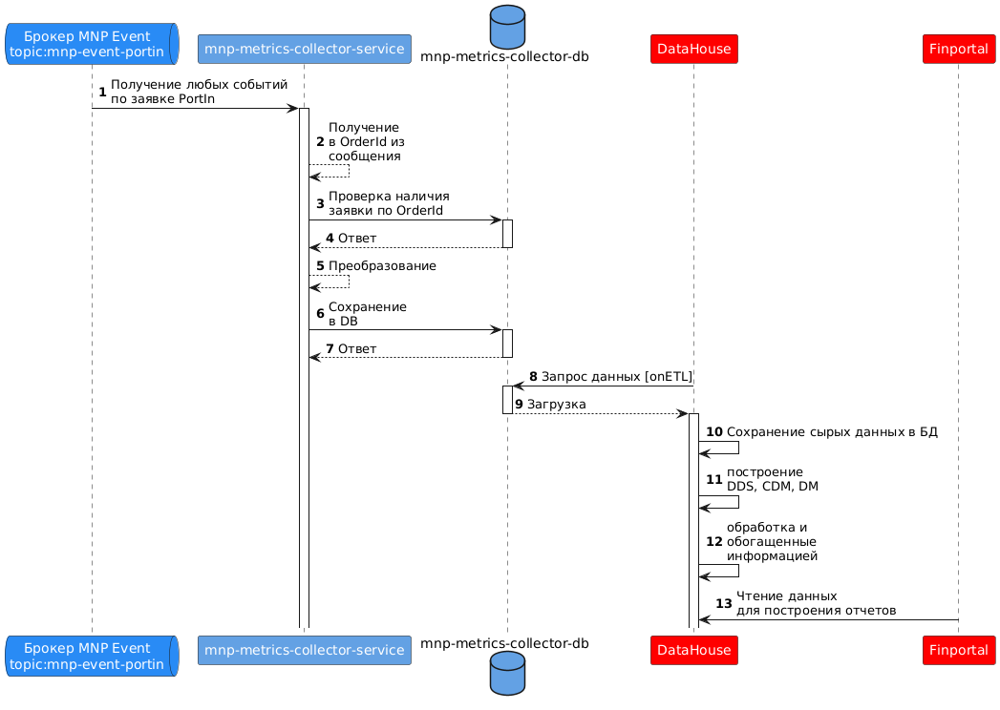 Брокер MNP Event
topic:mnp-event-portin
mnp-metrics-collector-service
mnp-metrics-collector-db
DataHouse
Finportal
1 Получение любых событий
по заявке PortIn
2 Получение
в OrderId из
сообщения
3 Проверка наличия
заявки по OrderId
4 Ответ
5 Преобразование
6 Сохранение
в DB
7 Ответ
8 Запрос данных [onETL]
9 Загрузка
10 Сохранение сырых данных в БД
11 построение
DDS, CDM, DM
12 обработка и
обогащенные
информацией
13 Чтение данных
для построения отчетов
Брокер MNP Event
topic:mnp-event-portin
mnp-metrics-collector-service
mnp-metrics-collector-db
DataHouse
Finportal